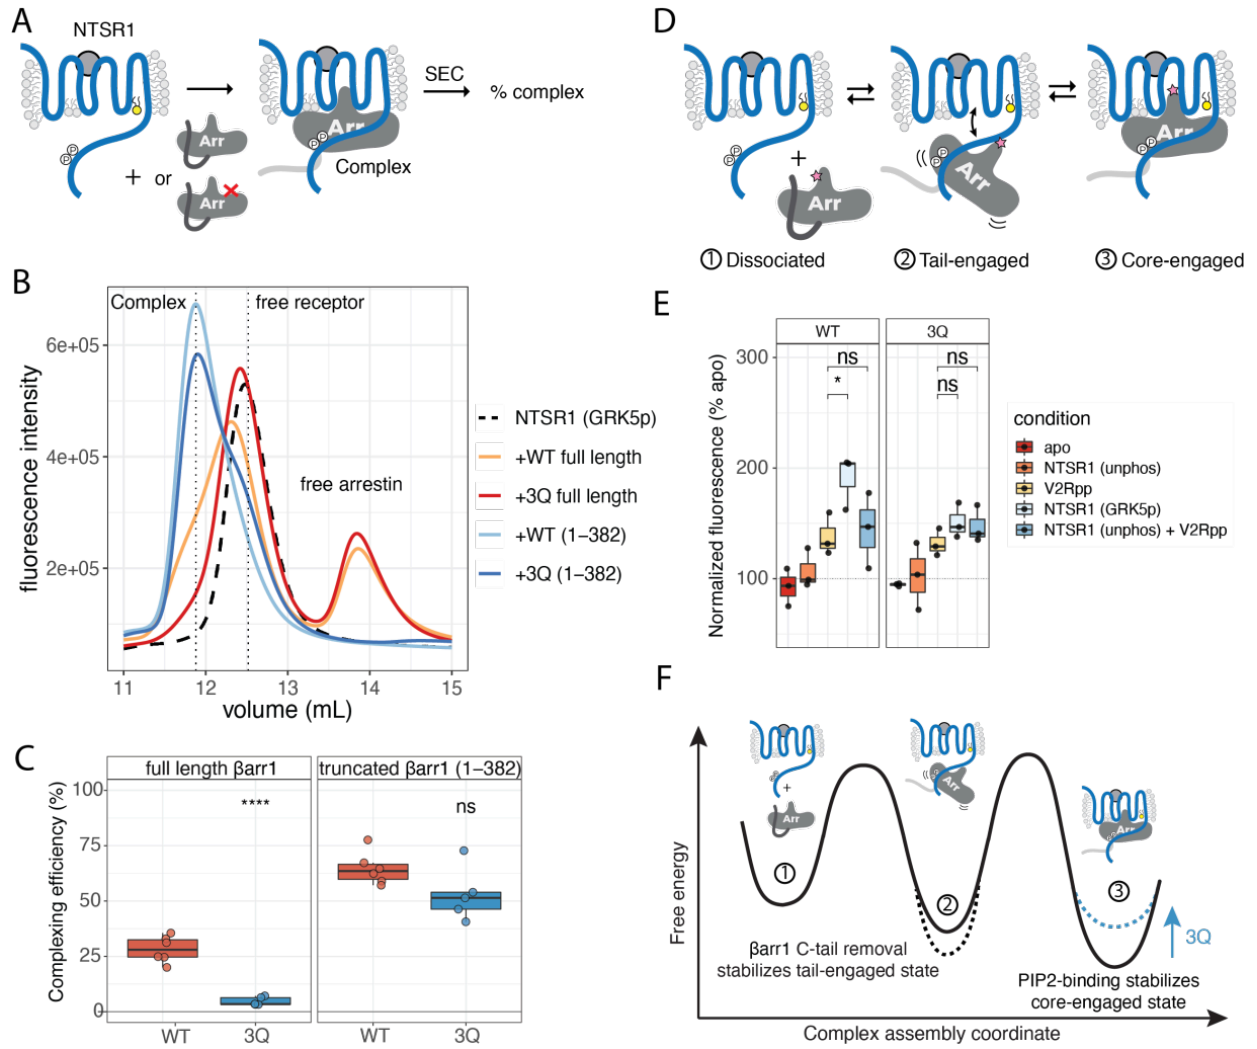 A
NTSR1
+ or
Arr
Arr
Arr
P
P
P
P
Complex
SEC
% complex
B
Complex
free receptor
free arrestin
6e+05
4e+05
2e+05
fluorescence intensity
11
12
13
14
15
volume (mL)
NTSR1 (GRK5p)
+WT full length
+3Q full length
+WT (1–382)
+3Q (1–382)
C
full length βarr1
truncated βarr1 (1–382)
****
ns
100
75
50
25
0
Complexing efficiency (%)
WT
3Q
WT
3Q
D
P
P
+
Arr
P
P
Arr
P
P
Arr
1 Dissociated
2 Tail-engaged
3 Core-engaged
E
WT
3Q
ns
*
ns
ns
300
200
100
Normalized fluorescence (% apo)
condition
apo
NTSR1 (unphos)
V2Rpp
NTSR1 (GRK5p)
NTSR1 (unphos) + V2Rpp
F
+
Arr
Arr
Arr
1
2
3
3Q
Free energy
βarr1 C-tail removal
stabilizes tail-engaged state
PIP2-binding stabilizes
core-engaged state
Complex assembly coordinate